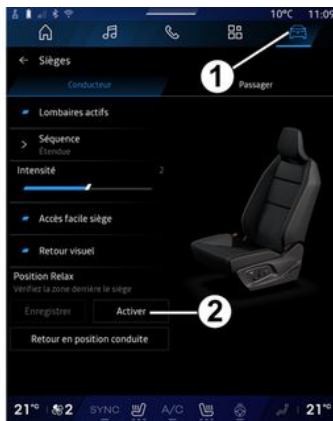 10°C 11:09
1
← Sièges
Conducteur
Passager
Lombaires actifs
Séquence
Étendue
Intensité 2
Accès facile siège
Retour visuel
Position Relax
Vérifiez la zone derrière le siège
Enregistrer
Activer
2
Retour en position conduite
21° 2 SYNC A/C 21°